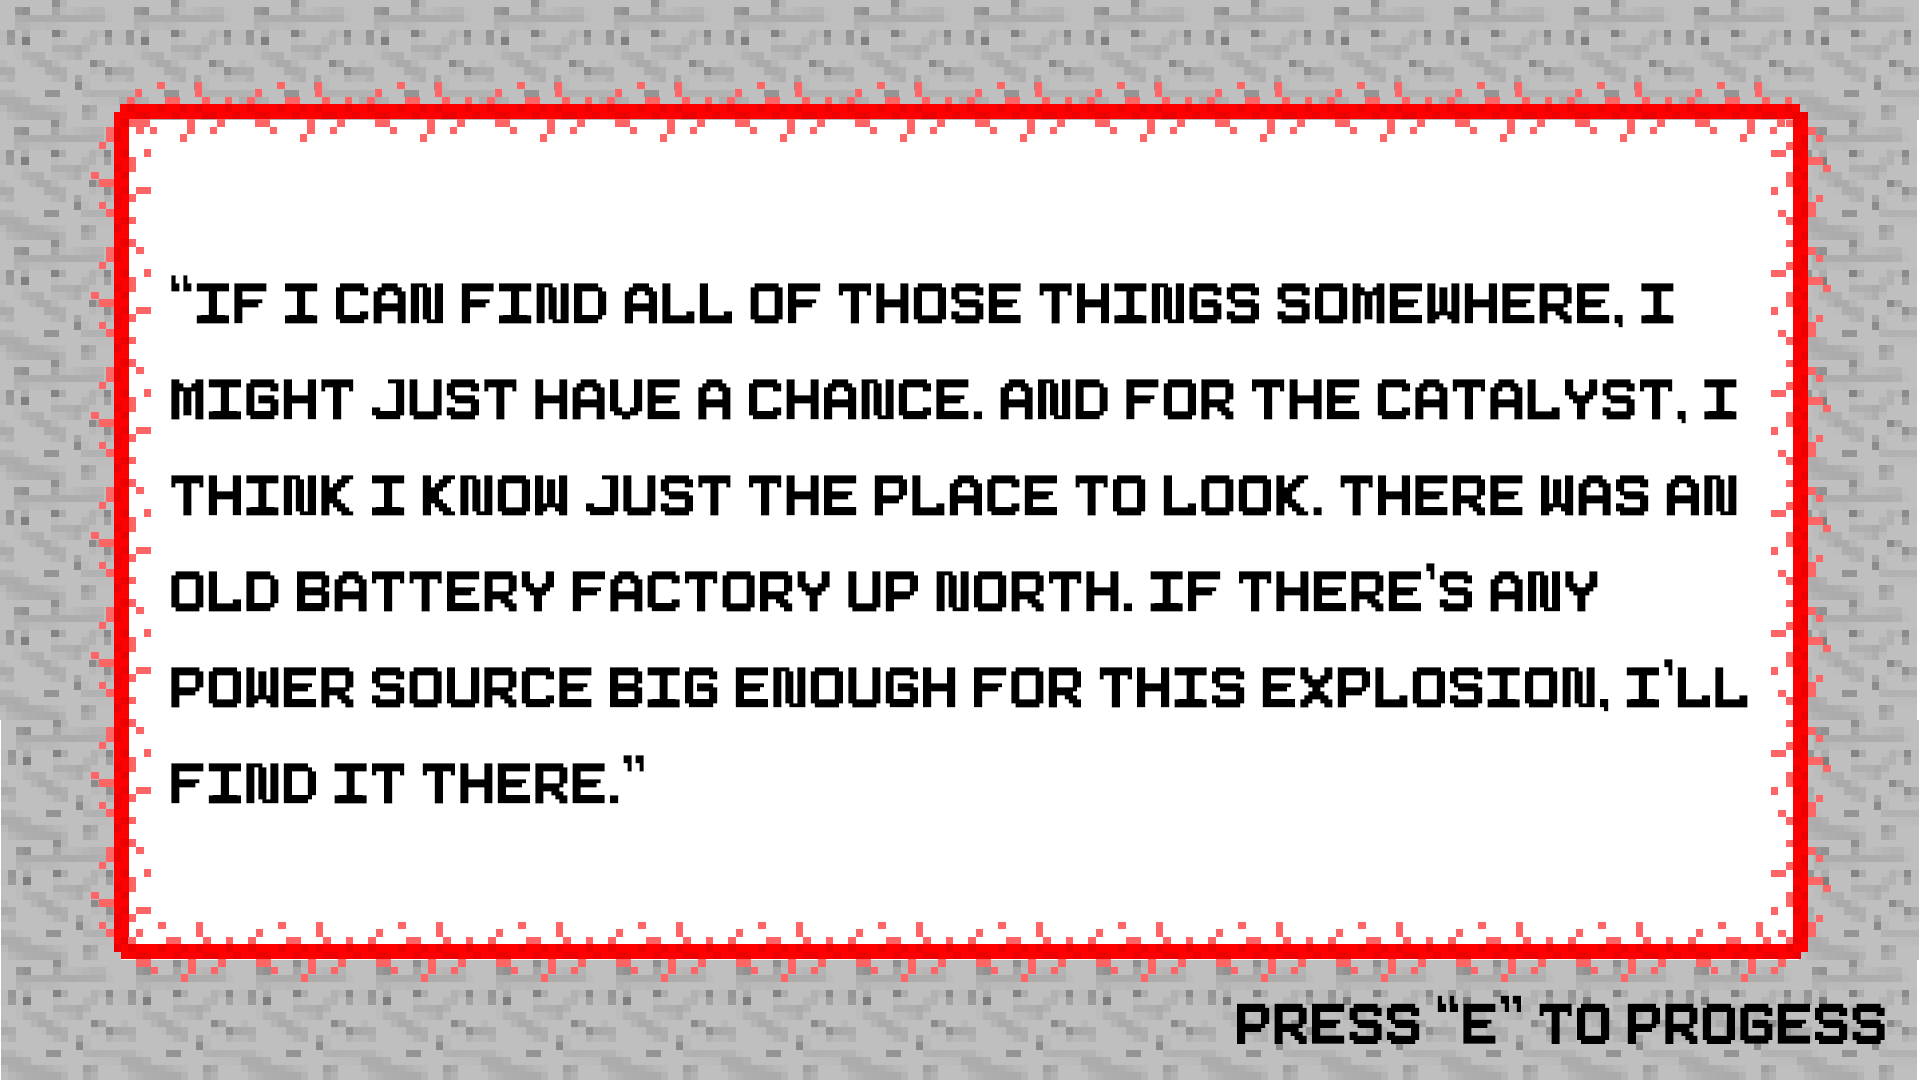 “IF I CAN FIND ALL OF THOSE THINGS SOMEWHERE, I
MIGHT JUST HAVE A CHANCE. AND FOR THE CATALYST, I
THINK I KNOW JUST THE PLACE TO LOOK. THERE WAS AN
OLD BATTERY FACTORY UP NORTH. IF THERE'S ANY
POWER SOURCE BIG ENOUGH FOR THIS EXPLOSION, I'LL
FIND IT THERE.”
PRESS “E” TO PROGESS